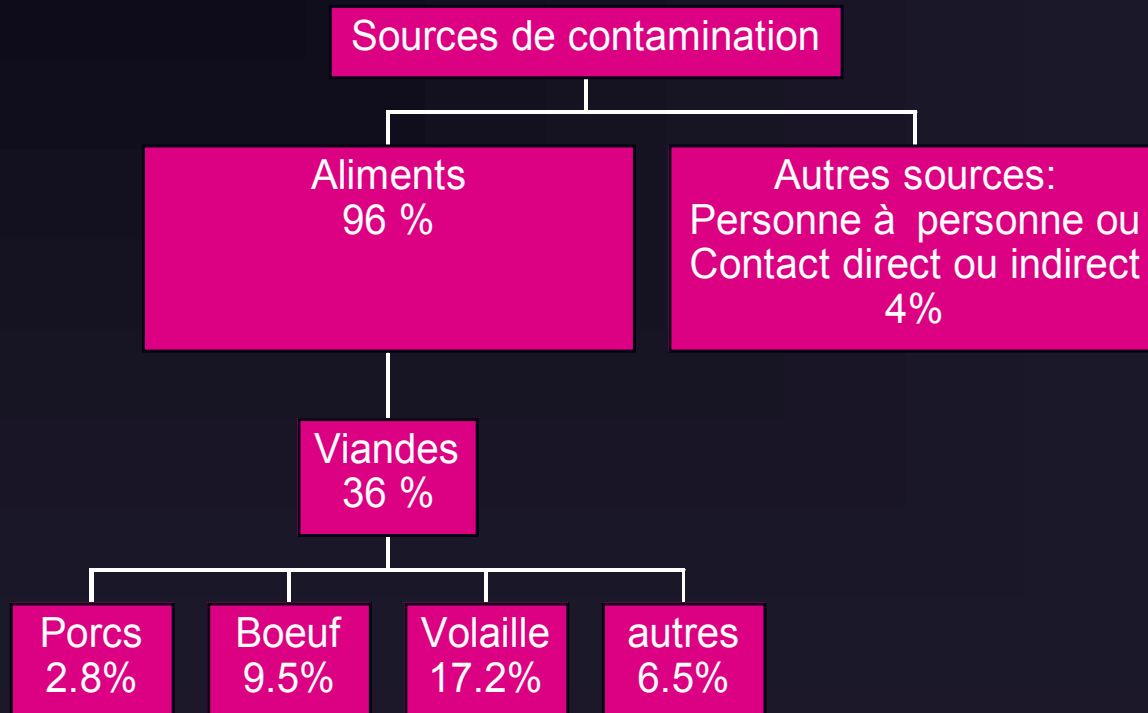 Sources de contamination
Aliments
96 %
Autres sources:
Personne à personne ou
Contact direct ou indirect
4%
Viandes
36 %
Porcs
2.8%
Boeuf
9.5%
Volaille
17.2%
autres
6.5%